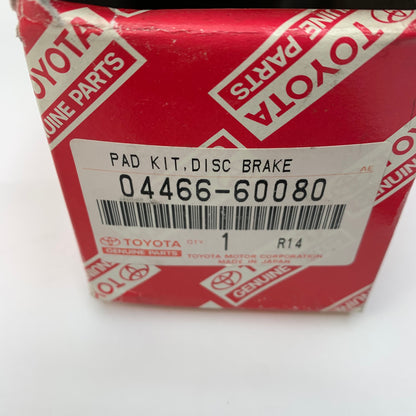 TOYOTA
GENUINE PARTS
TOYOTA
GENUINE PARTS
PAD KIT, DISC BRAKE
04466-60080
TOYOTA QTY 1 R14
GENUINE PARTS
TOYOTA MOTOR CORPORATION
MADE IN JAPAN
GENUINE